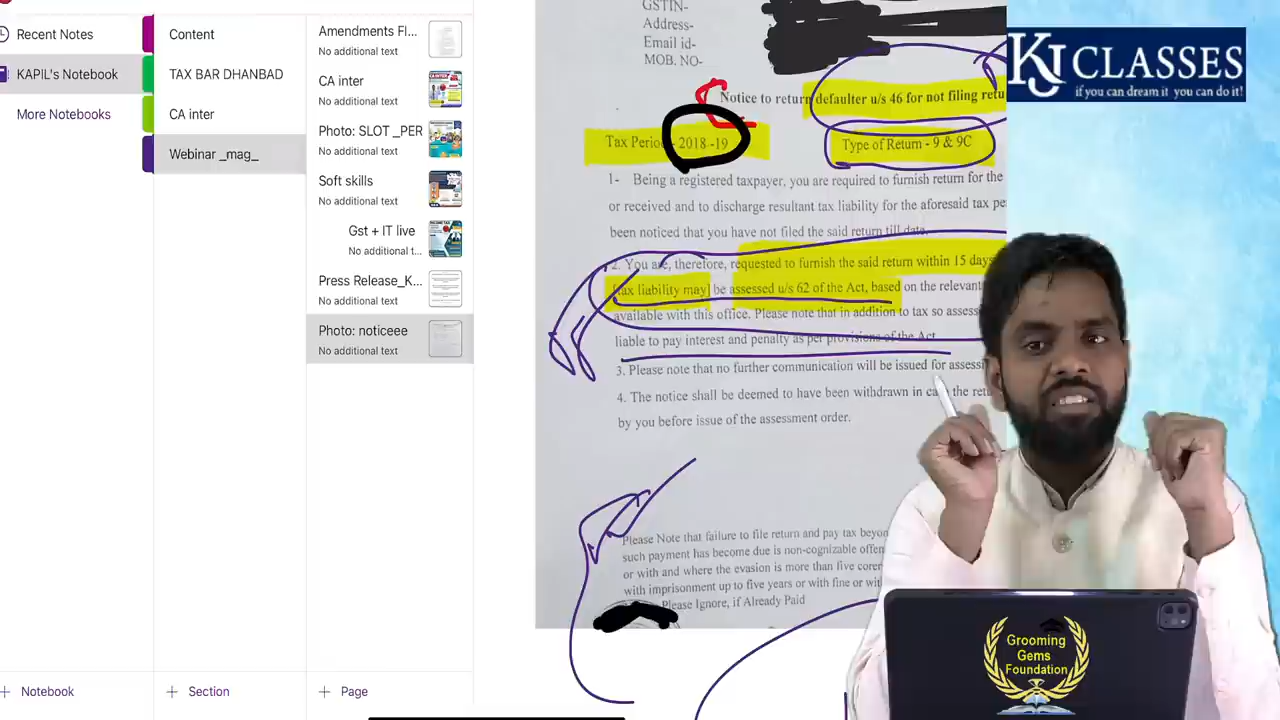 Recent Notes
KAPIL's Notebook
More Notebooks
Notebook
Content
TAX BAR DHANBAD
CA inter
Webinar _mag_
Section
Amendments Fl...
No additional text
CA inter
No additional text
Photo: SLOT _PER
No additional text
Soft skills
No additional text
Gst + IT live
No additional t...
Press Release_K...
No additional text
Photo: noticeee
No additional text
Page
GSTIN-
Address-
Email id-
MOB. NO-
Notice to return defaulter u/s 46 for not filing retu
Tax Period - 2018 -19
Type of Return - 9 & 9C
1- Being a registered taxpayer, you are required to furnish return for the
or received and to discharge resultant tax liability for the aforesaid tax pe
been noticed that you have not filed the said return till date.
2. You are, therefore, requested to furnish the said return within 15 days
tax liability may] be assessed u/s 62 of the Act, based on the relevant
available with this office. Please note that in addition to tax so assess
liable to pay interest and penalty as per provisions of the Act.
3. Please note that no further communication will be issued for assessi
4. The notice shall be deemed to have been withdrawn in case the retu
by you before issue of the assessment order.
Please Note that failure to file return and pay tax beyon
such payment has become due is non-cognizable offen
or with and where the evasion is more than five corer
with imprisonment up to five years or with fine or wit
Please Ignore, if Already Paid
KJ CLASSES
if you can dream it you can do it!
Grooming
Gems
Foundation